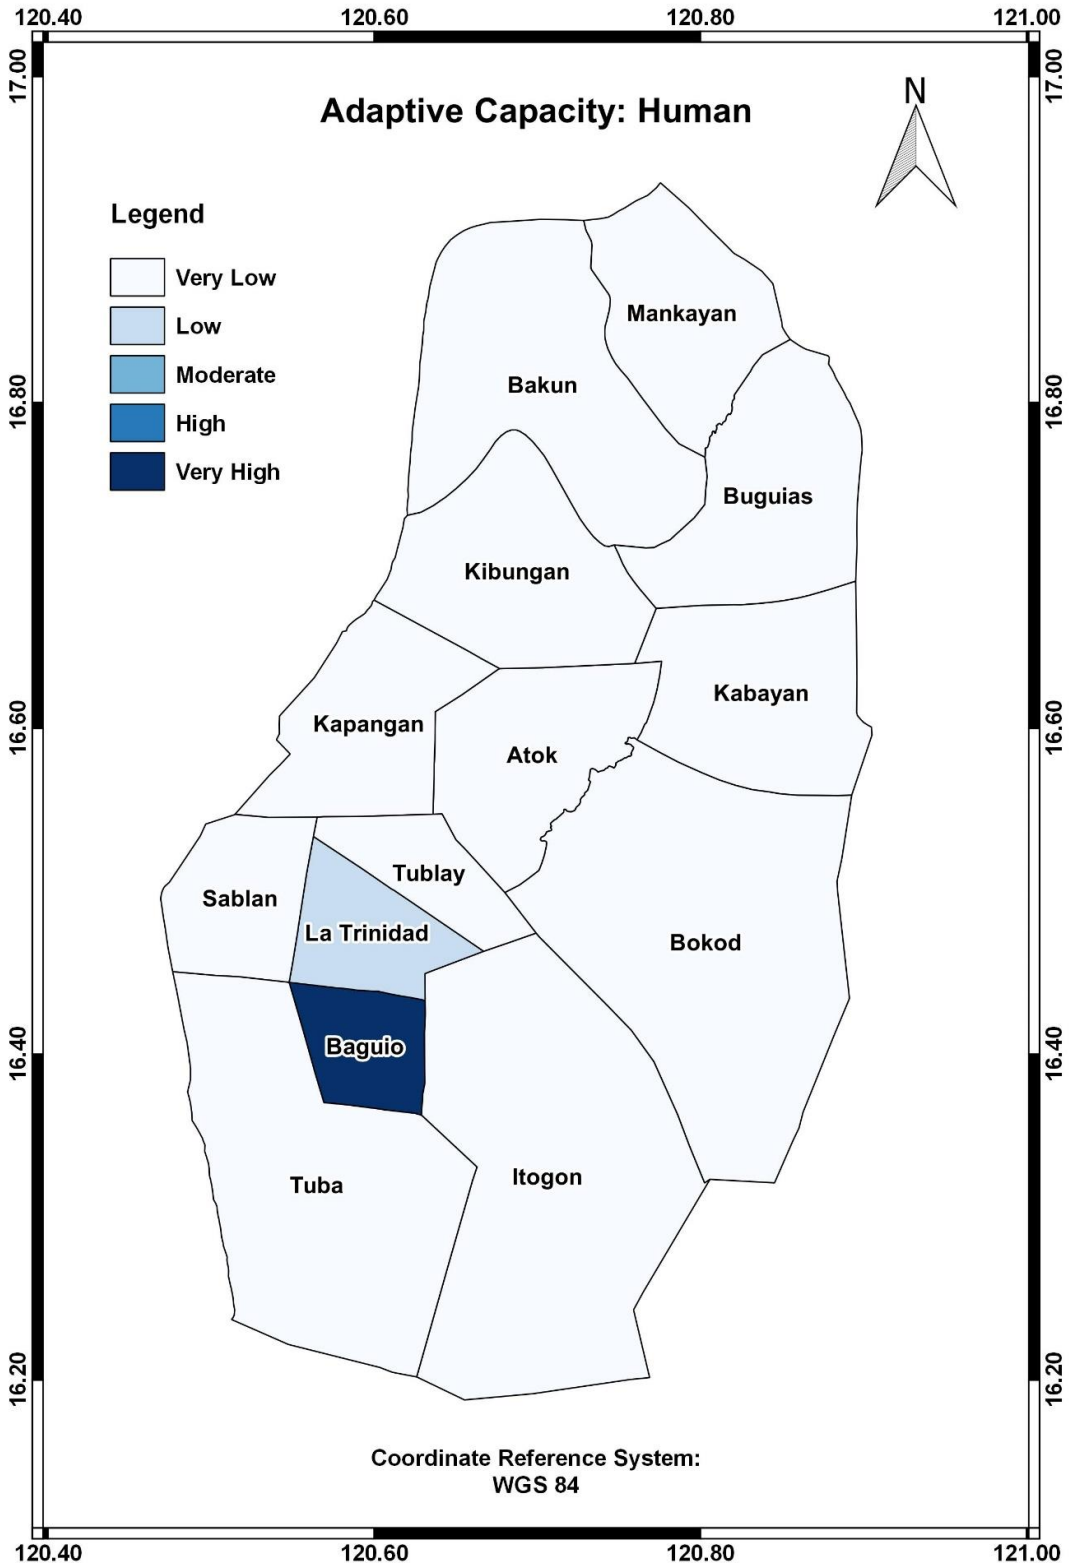 120.40
120.60
120.80
121.00
17.00
17.00
Adaptive Capacity: Human
N
Legend
Very Low
Low
Moderate
High
Very High
Mankayan
Bakun
16.80
16.80
Buguias
Kibungan
Kabayan
Kapangan
16.60
16.60
Atok
Tublay
Sablan
La Trinidad
Bokod
Baguio
16.40
16.40
Itogon
Tuba
16.20
16.20
Coordinate Reference System:
WGS 84
120.40
120.60
120.80
121.00